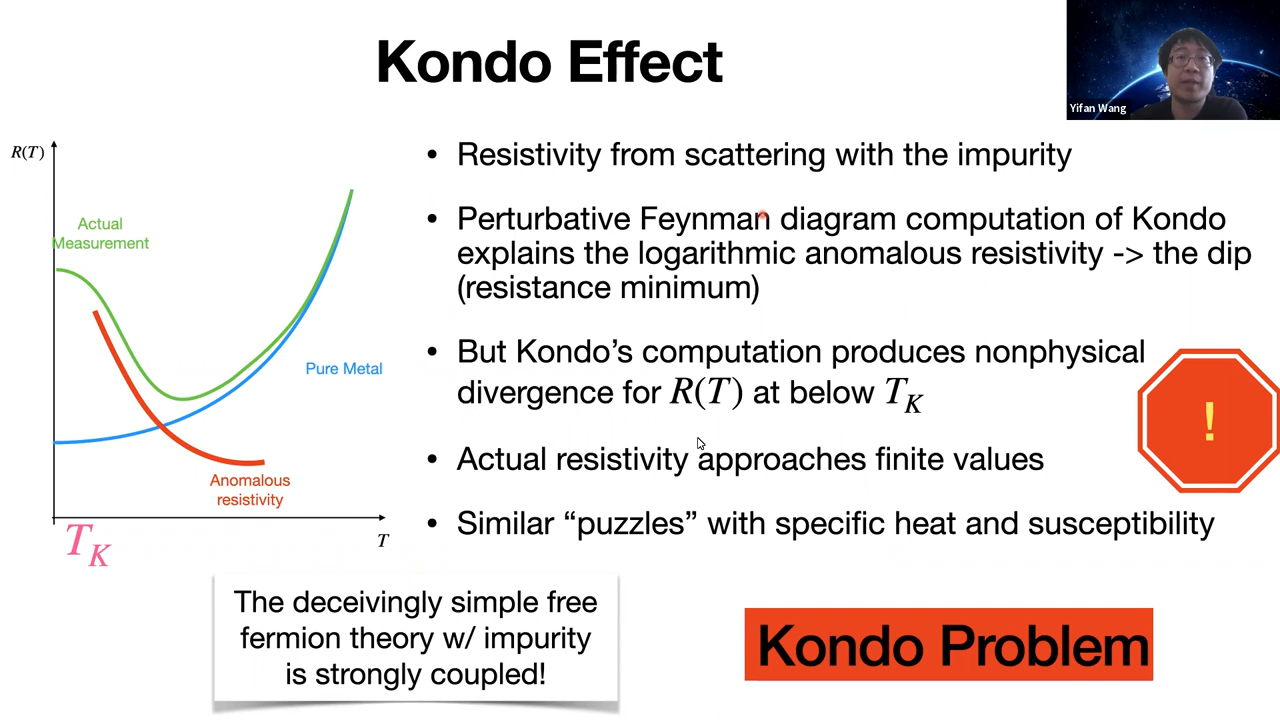 Kondo Effect
Yifan Wang
R(T)
Actual
Measurement
Pure Metal
Anomalous
resistivity
T
T_K
• Resistivity from scattering with the impurity
• Perturbative Feynman diagram computation of Kondo
explains the logarithmic anomalous resistivity -> the dip
(resistance minimum)
• But Kondo's computation produces nonphysical
divergence for R(T) at below T_K
• Actual resistivity approaches finite values
• Similar “puzzles” with specific heat and susceptibility
!
The deceivingly simple free
fermion theory w/ impurity
is strongly coupled!
Kondo Problem